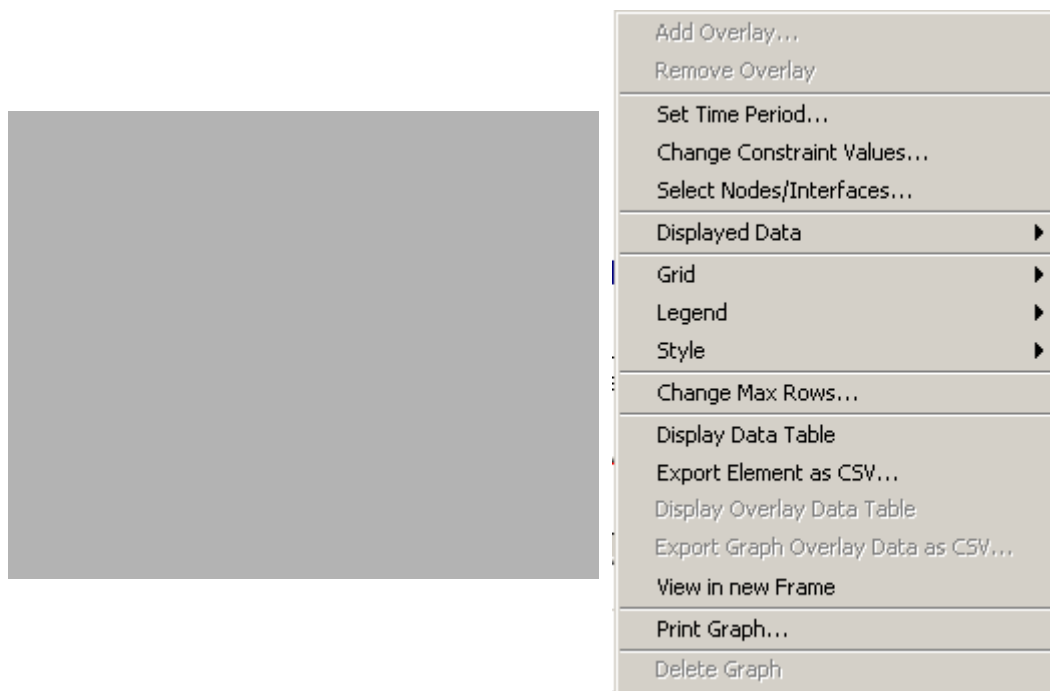 Add Overlay...
Remove Overlay
Set Time Period...
Change Constraint Values...
Select Nodes/Interfaces...
Displayed Data
Grid
Legend
Style
Change Max Rows...
Display Data Table
Export Element as CSV...
Display Overlay Data Table
Export Graph Overlay Data as CSV...
View in new Frame
Print Graph...
Delete Graph